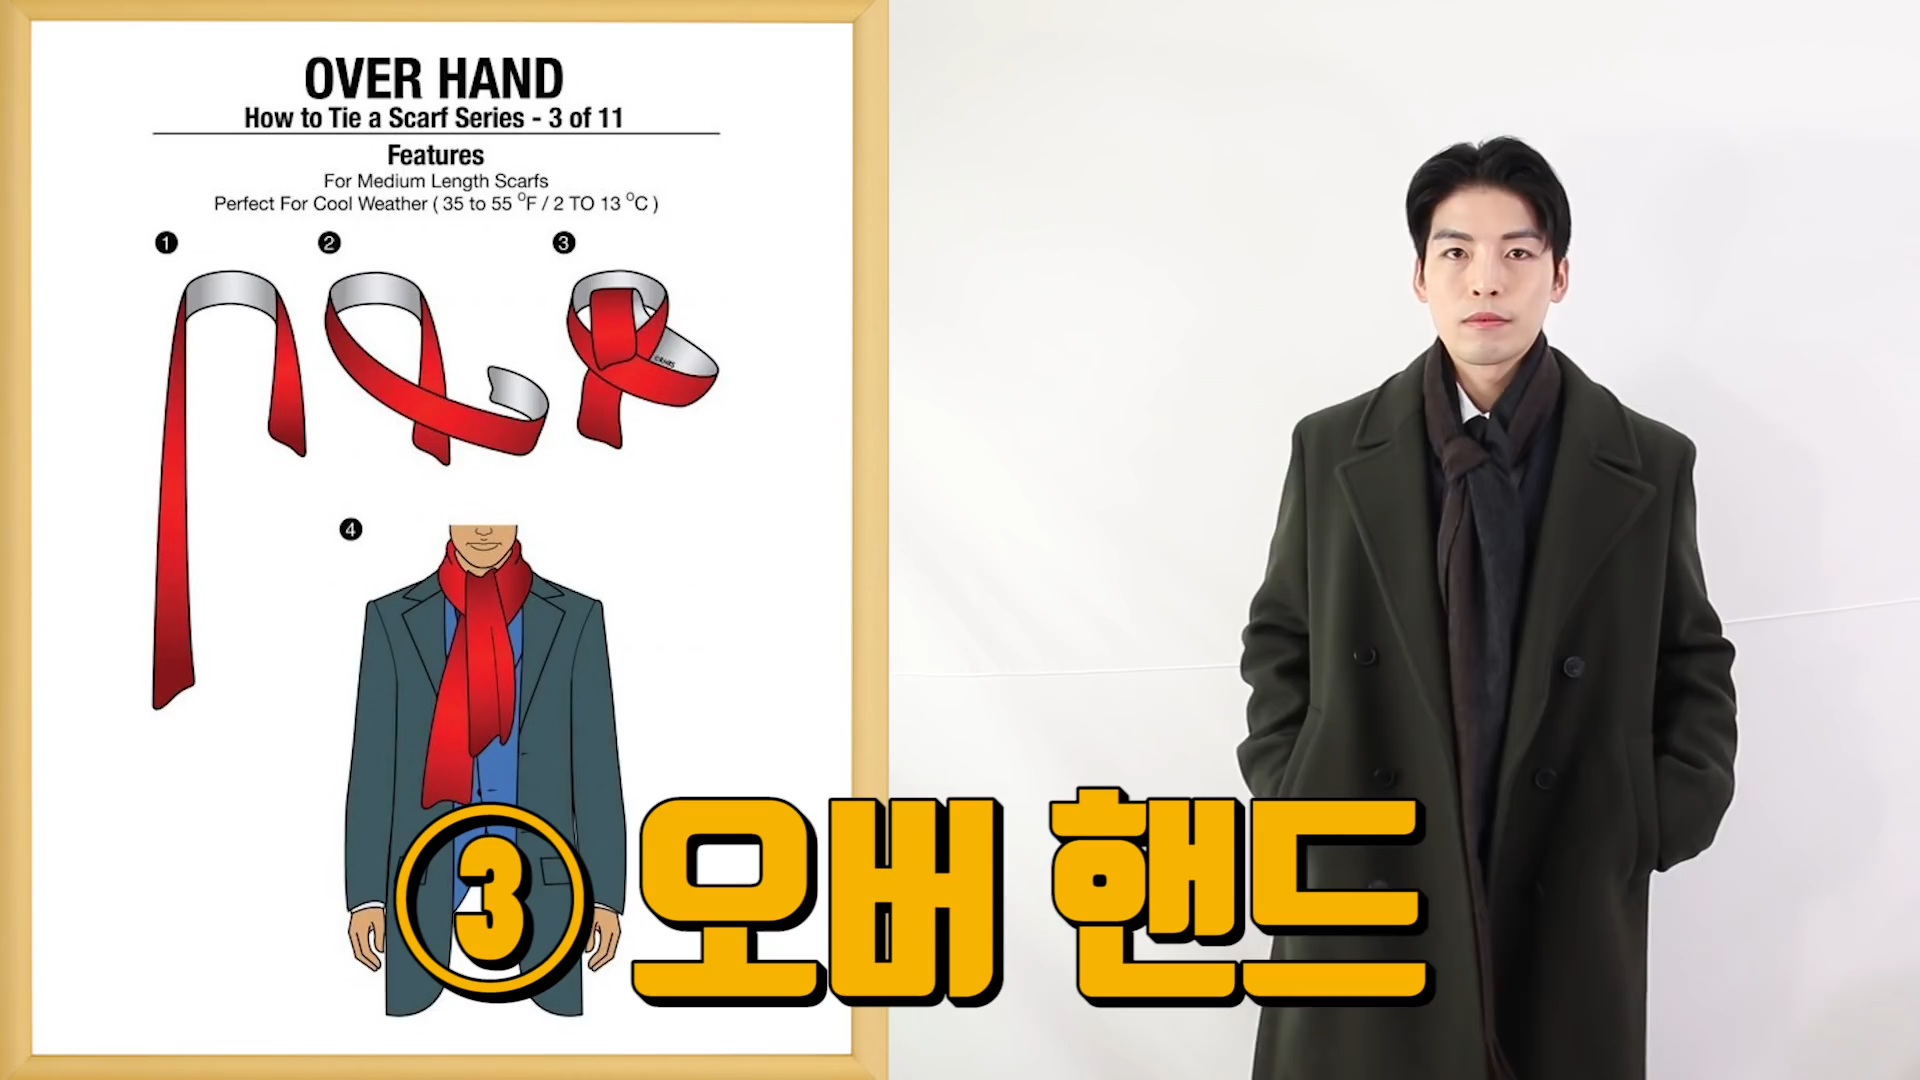 OVER HAND
How to Tie a Scarf Series - 3 of 11
Features
For Medium Length Scarfs
Perfect For Cool Weather ( 35 to 55 °F / 2 TO 13 °C )
1 2 3
4
③ 오버 핸드